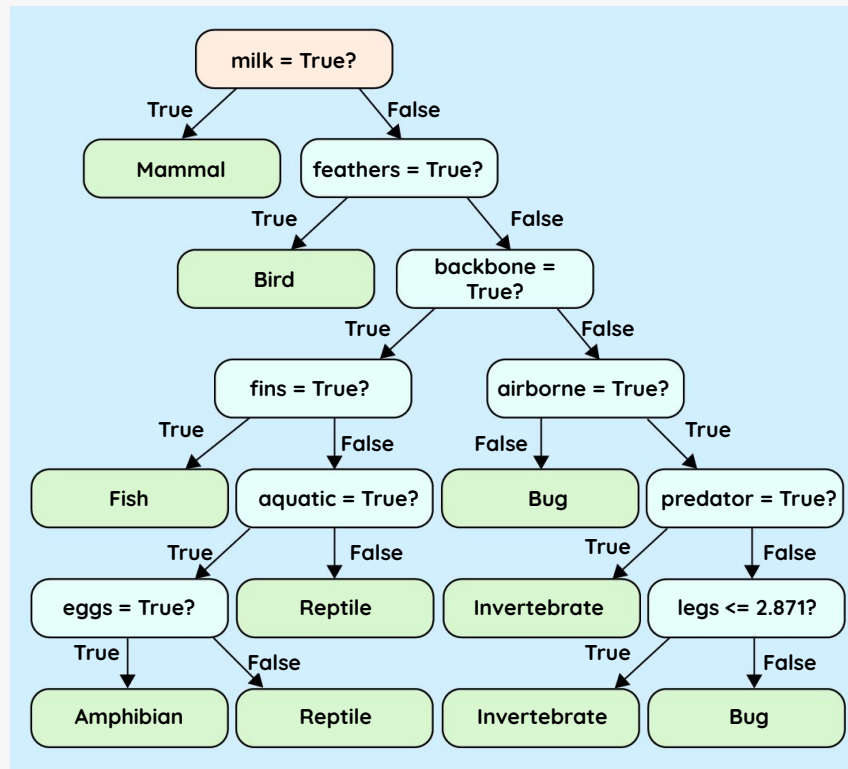 milk = True?
True
False
Mammal
feathers = True?
True
False
Bird
backbone =
True?
True
False
fins = True?
airborne = True?
True
False
False
True
Fish
aquatic = True?
Bug
predator = True?
True
False
True
False
eggs = True?
Reptile
Invertebrate
legs <= 2.871?
True
False
True
False
Amphibian
Reptile
Invertebrate
Bug